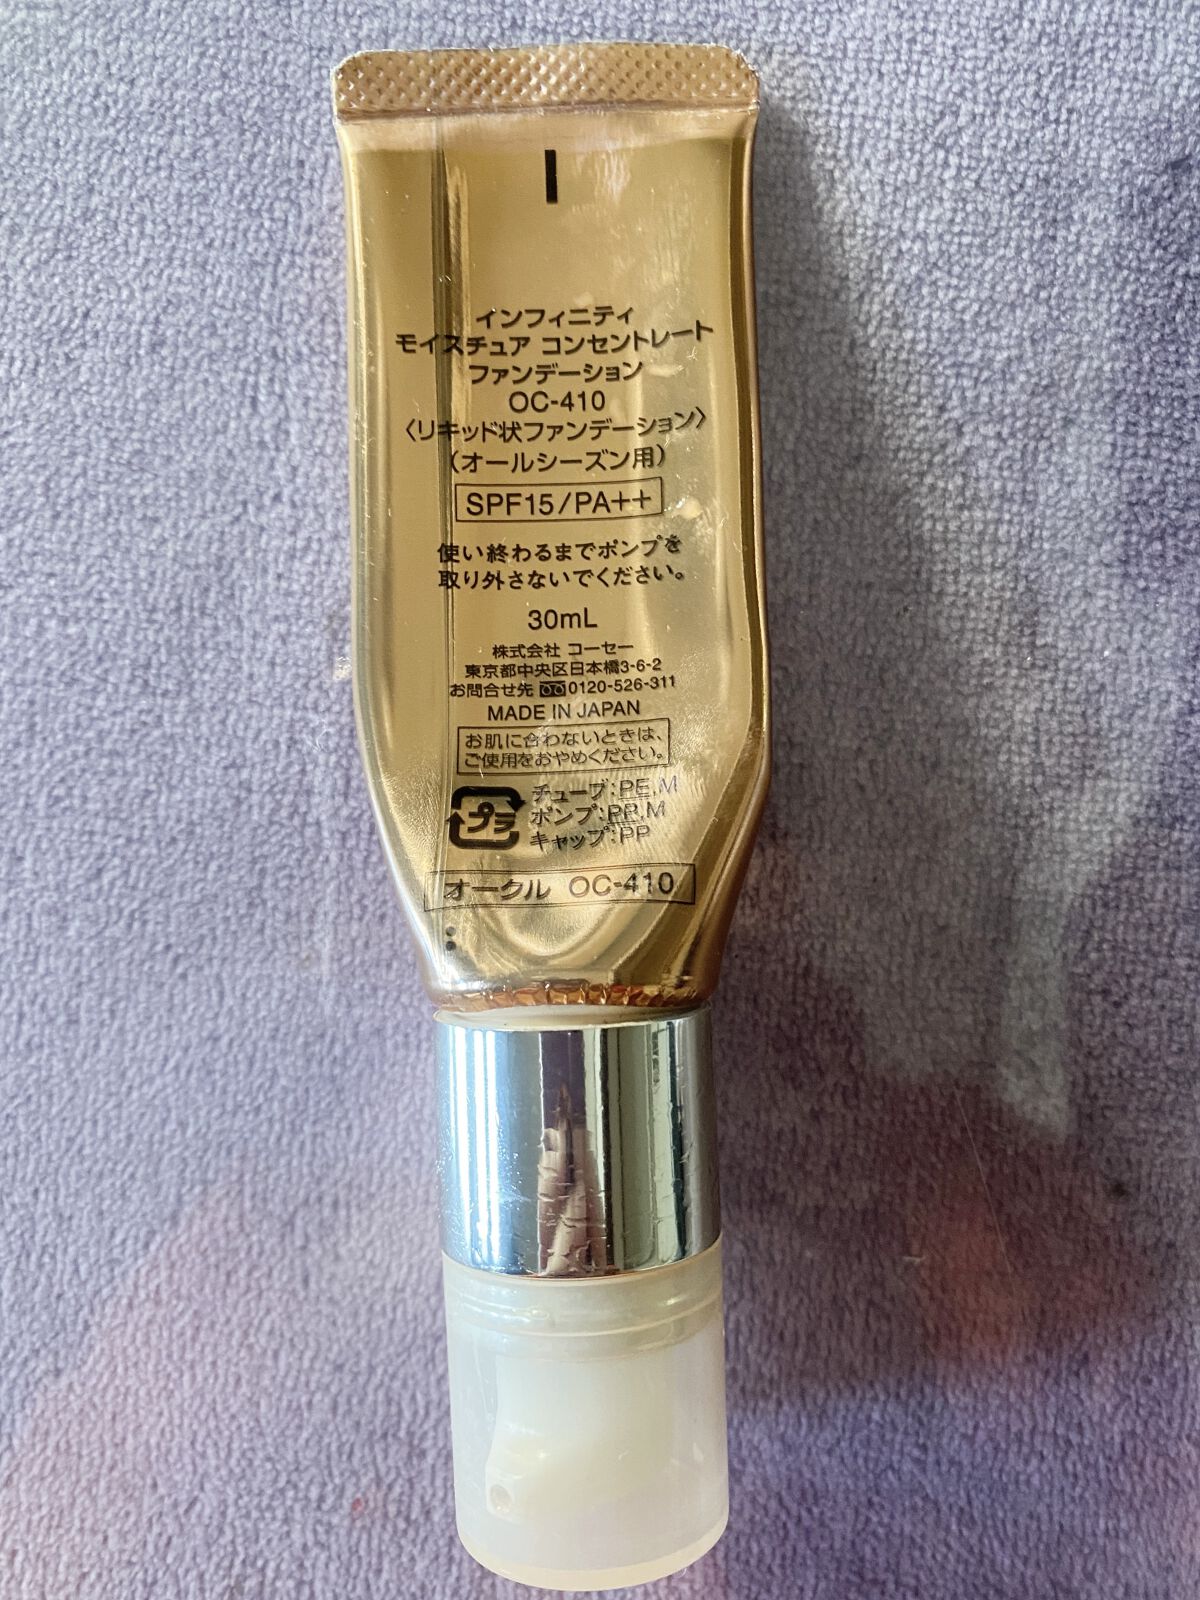 インフィニティ
モイスチュア コンセントレート
ファンデーション
OC-410
〈リキッド状ファンデーション〉
(オールシーズン用)
SPF15/PA++
使い終わるまでポンプを
取り外さないでください。
30mL
株式会社 コーセー
東京都中央区日本橋3-6-2
お問合せ先 0120-526-311
MADE IN JAPAN
お肌に合わないときは、
ご使用をおやめください。
プラ
チューブ:PE,M
ポンプ:PP,M
キャップ:PP
オークル OC-410